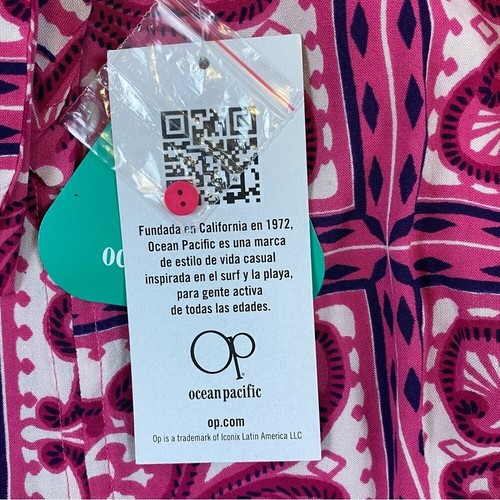 Fundada en California en 1972,
Ocean Pacific es una marca
de estilo de vida casual
inspirada en el surf y la playa,
para gente activa
de todas las edades.
Op
oceanpacific
op.com
Op is a trademark of Iconix Latin America LLC